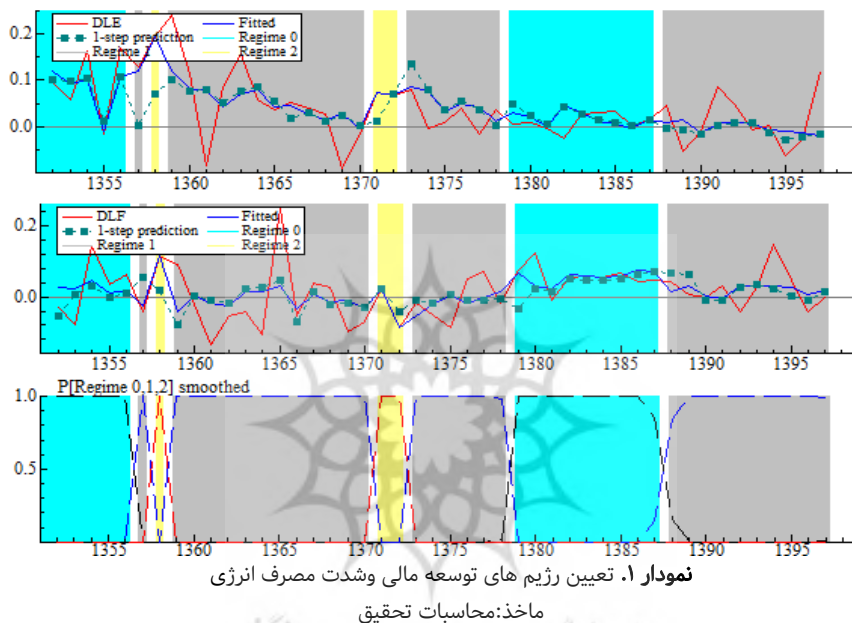 DLE Fitted
1-step prediction Regime 0
Regime 1 Regime 2
0.2
0.1
0.0
1355 1360 1365 1370 1375 1380 1385 1390 1395
DLF Fitted
1-step prediction Regime 0
Regime 1 Regime 2
0.2
0.0
1355 1360 1365 1370 1375 1380 1385 1390 1395
P[Regime 0,1,2] smoothed
1.0
0.5
1355 1359 1365 1370 1375 1380 1385 1390 1395
نمودار ۱. تعیین رژیم های توسعه مالی وشدت مصرف انرژی
ماخذ:محاسبات تحقیق